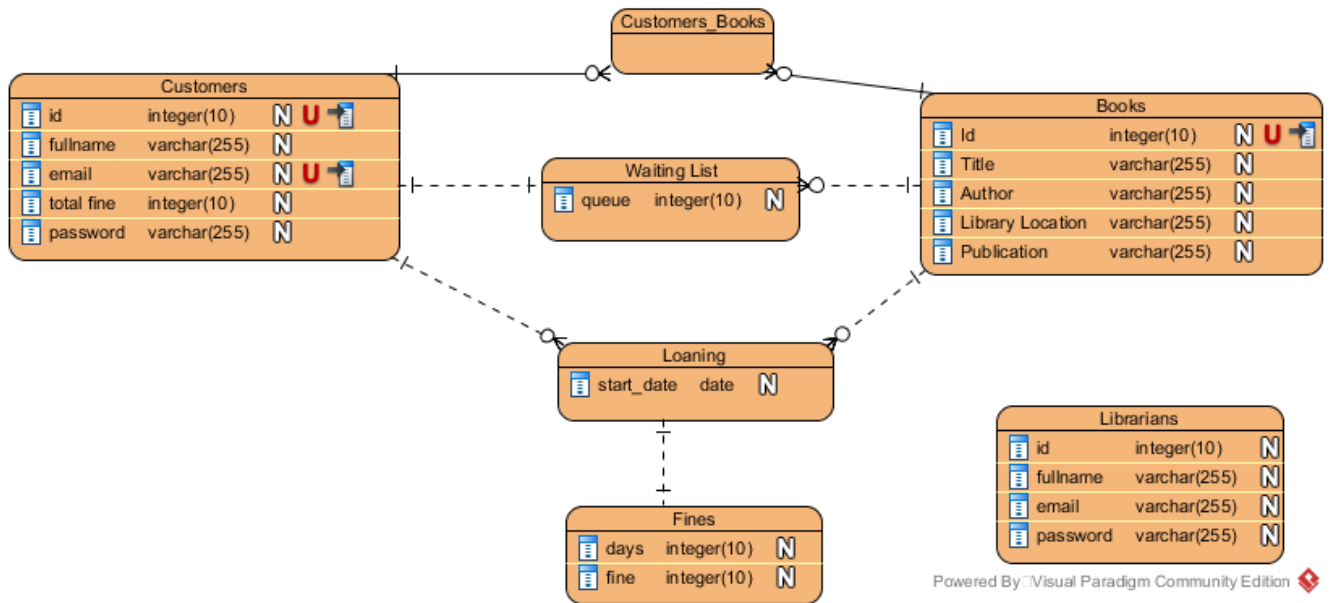 Customers_Books
Customers
id integer(10) N U
fullname varchar(255) N
email varchar(255) N U
total fine integer(10) N
password varchar(255) N
Waiting List
queue integer(10) N
Books
Id integer(10) N U
Title varchar(255) N
Author varchar(255) N
Library Location varchar(255) N
Publication varchar(255) N
Loaning
start_date date N
Fines
days integer(10) N
fine integer(10) N
Librarians
id integer(10) N
fullname varchar(255) N
email varchar(255) N
password varchar(255) N
Powered By Visual Paradigm Community Edition